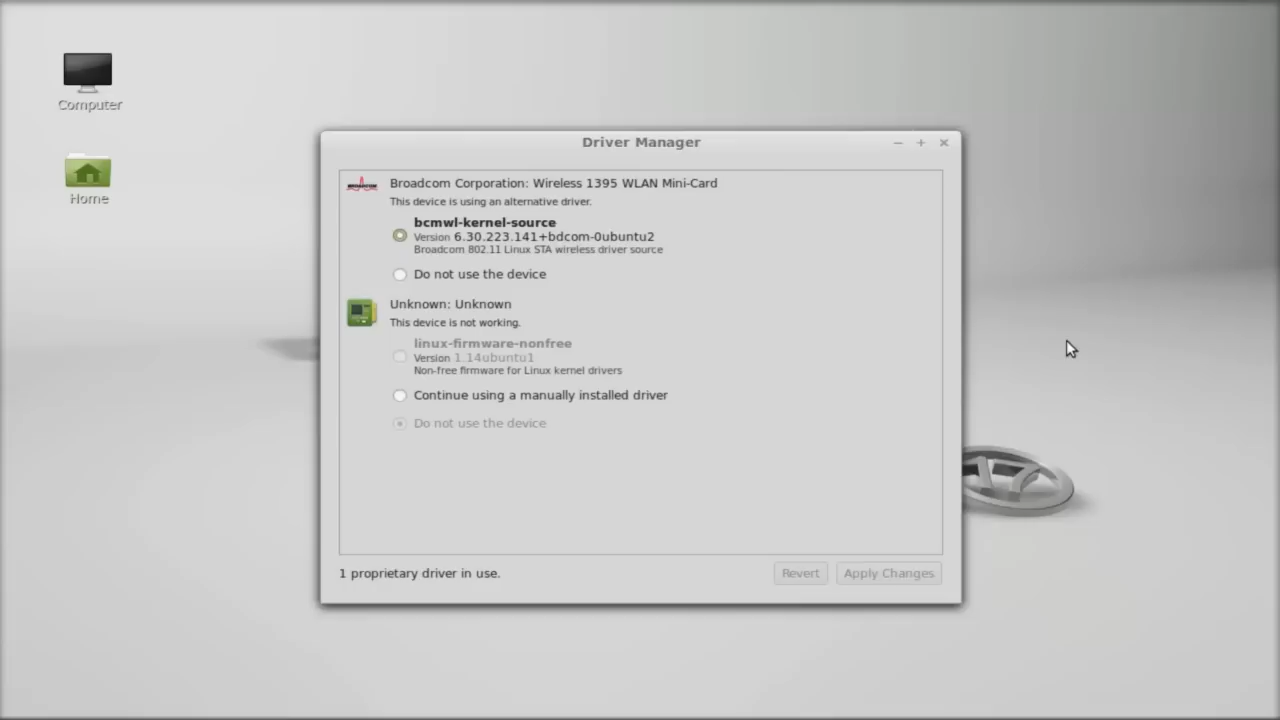 Computer
Home
Driver Manager
BROADCOM
Broadcom Corporation: Wireless 1395 WLAN Mini-Card
This device is using an alternative driver.
bcmwl-kernel-source
Version 6.30.223.141+bdcom-0ubuntu2
Broadcom 802.11 Linux STA wireless driver source
Do not use the device
Unknown: Unknown
This device is not working.
linux-firmware-nonfree
Version 1.14ubuntu1
Non-free firmware for Linux kernel drivers
Continue using a manually installed driver
Do not use the device
17
1 proprietary driver in use.
Revert
Apply Changes